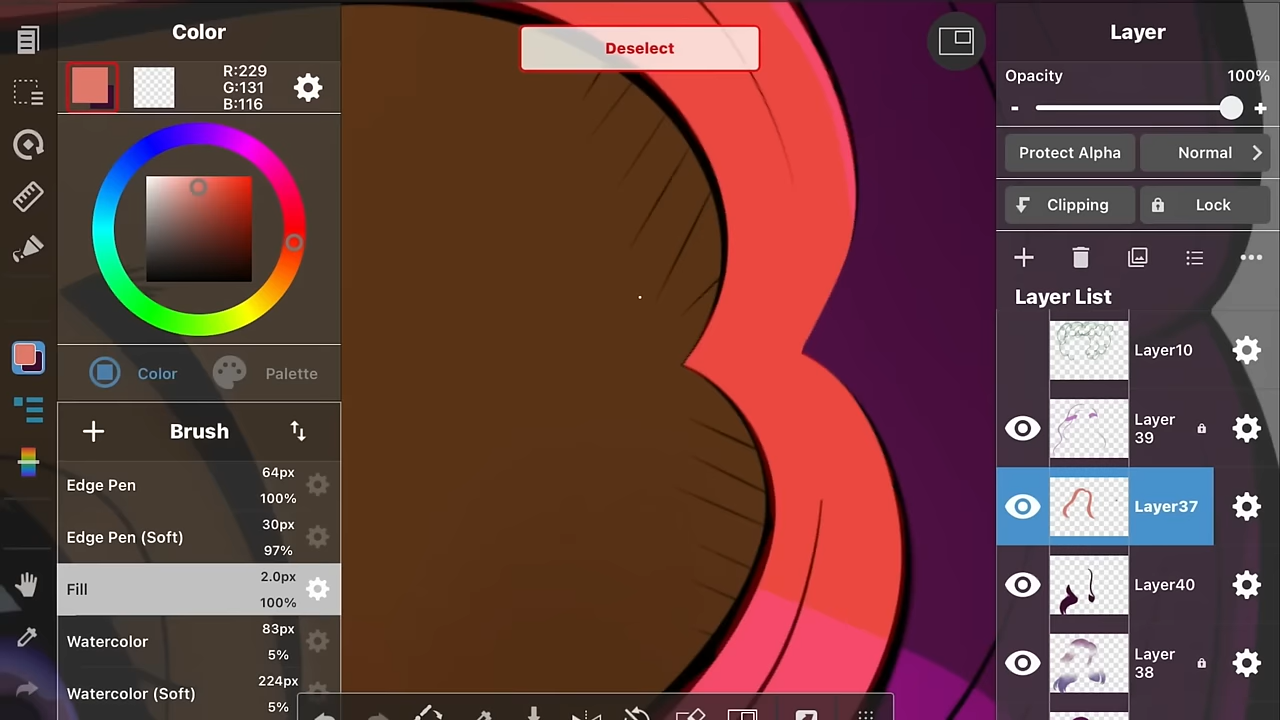 Color
R:229
G:131
B:116
Color
Palette
Brush
Edge Pen
64px
100%
Edge Pen (Soft)
30px
97%
Fill
2.0px
100%
Watercolor
83px
5%
Watercolor (Soft)
224px
5%
Deselect
Layer
Opacity
100%
-
+
Protect Alpha
Normal
Clipping
Lock
Layer List
Layer10
Layer
39
Layer37
Layer40
Layer
38